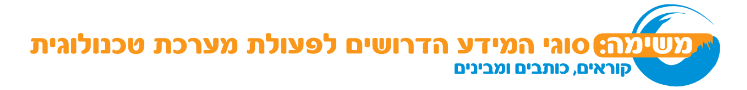 משימה: סוגי המידע הדרושים לפעולת מערכת טכנולוגית
קוראים, כותבים ומבינים